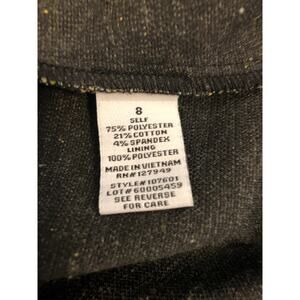 8
SELF
75% POLYESTER
21% COTTON
4% SPANDEX
LINING
100% POLYESTER
MADE IN VIETNAM
RN# 127949
STYLE# 107601
LOT# 60005459
SEE REVERSE
FOR CARE